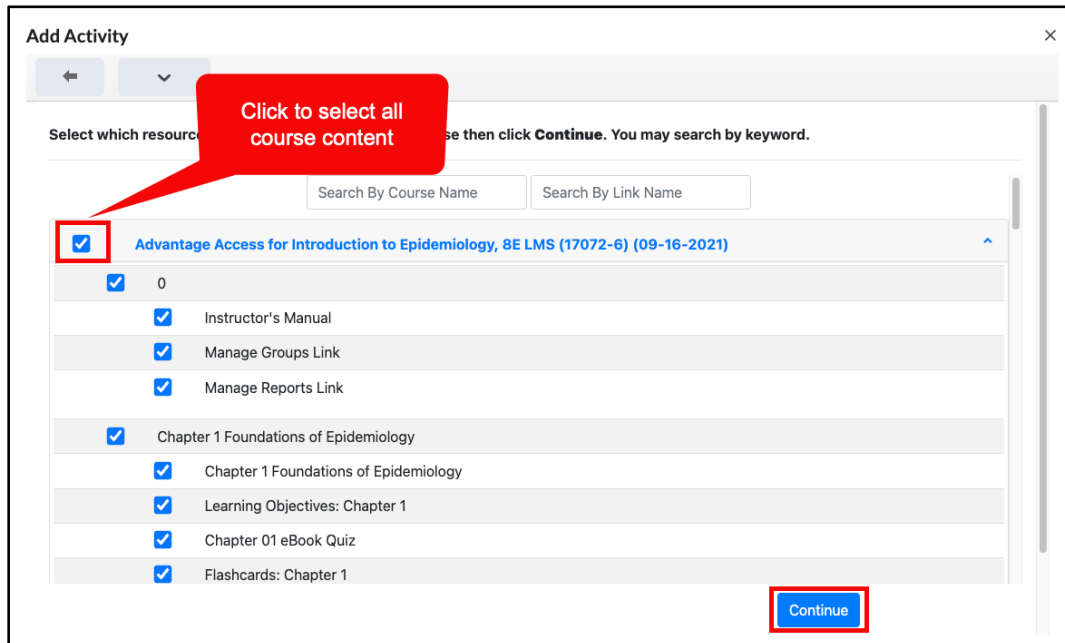 Add Activity
Click to select all
course content
Select which resourc se then click Continue. You may search by keyword.
Search By Course Name Search By Link Name
Advantage Access for Introduction to Epidemiology, 8E LMS (17072-6) (09-16-2021)
0
Instructor's Manual
Manage Groups Link
Manage Reports Link
Chapter 1 Foundations of Epidemiology
Chapter 1 Foundations of Epidemiology
Learning Objectives: Chapter 1
Chapter 01 eBook Quiz
Flashcards: Chapter 1
Continue